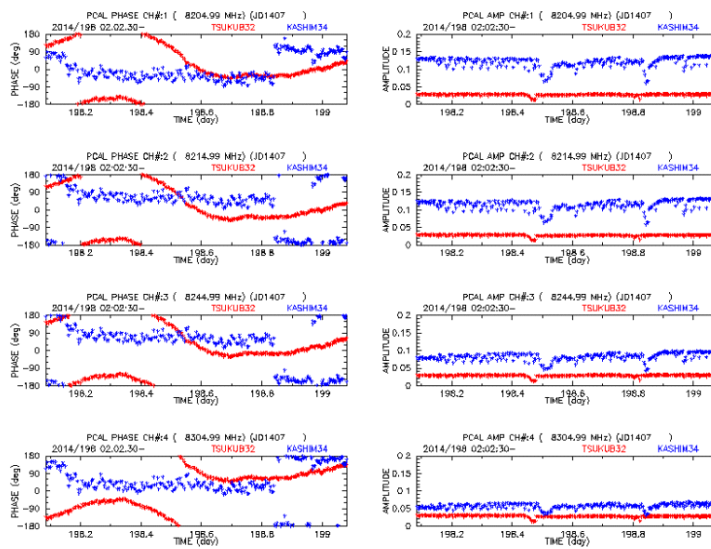 PCAL PHASE CH#:1 ( 8204.99 MHz) (JD1407 )
2014/198 02:02:30- TSUKUB32 KASHIM34
PHASE (deg)
180
90
0
-90
-180
198.2 198.4 198.6 198.8 199
TIME (day)
PCAL AMP CH#:1 ( 8204.99 MHz) (JD1407 )
2014/198 02:02:30- TSUKUB32 KASHIM34
AMPLITUDE
0.2
0.15
0.1
0.05
0
198.2 198.4 198.6 198.8 199
TIME (day)
PCAL PHASE CH#:2 ( 8214.99 MHz) (JD1407 )
2014/198 02:02:30- TSUKUB32 KASHIM34
PHASE (deg)
180
90
0
-90
-180
198.2 198.4 198.6 198.8 199
TIME (day)
PCAL AMP CH#:2 ( 8214.99 MHz) (JD1407 )
2014/198 02:02:30- TSUKUB32 KASHIM34
AMPLITUDE
0.2
0.15
0.1
0.05
0
198.2 198.4 198.6 198.8 199
TIME (day)
PCAL PHASE CH#:3 ( 8244.99 MHz) (JD1407 )
2014/198 02:02:30- TSUKUB32 KASHIM34
PHASE (deg)
180
90
0
-90
-180
198.2 198.4 198.6 198.8 199
TIME (day)
PCAL AMP CH#:3 ( 8244.99 MHz) (JD1407 )
2014/198 02:02:30- TSUKUB32 KASHIM34
AMPLITUDE
0.2
0.15
0.1
0.05
0
198.2 198.4 198.6 198.8 199
TIME (day)
PCAL PHASE CH#:4 ( 8304.99 MHz) (JD1407 )
2014/198 02:02:30- TSUKUB32 KASHIM34
PHASE (deg)
180
90
0
-90
-180
198.2 198.4 198.6 198.8 199
TIME (day)
PCAL AMP CH#:4 ( 8304.99 MHz) (JD1407 )
2014/198 02:02:30- TSUKUB32 KASHIM34
AMPLITUDE
0.2
0.15
0.1
0.05
0
198.2 198.4 198.6 198.8 199
TIME (day)